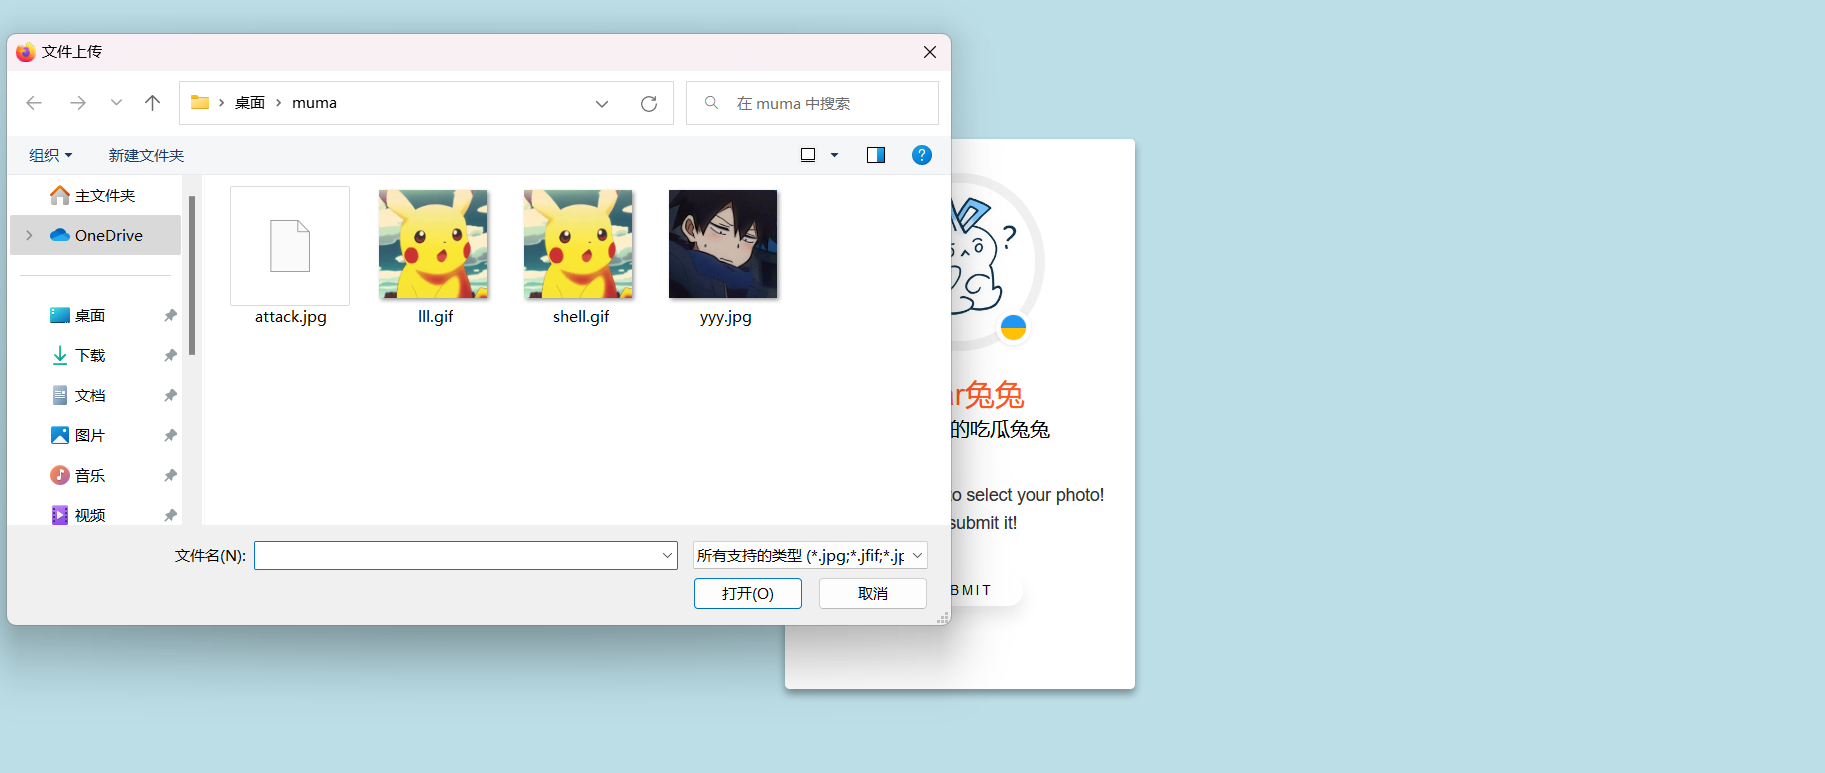 文件上传
桌面 muma
在 muma 中搜索
组织 新建文件夹
主文件夹
OneDrive
桌面
下载
文档
图片
音乐
视频
attack.jpg
lll.gif
shell.gif
yyy.jpg
文件名(N):
所有支持的类型 (*.jpg;*.jfif;*.jp
打开(O)
取消
r兔兔
的吃瓜兔兔
to select your photo!
submit it!
BMIT